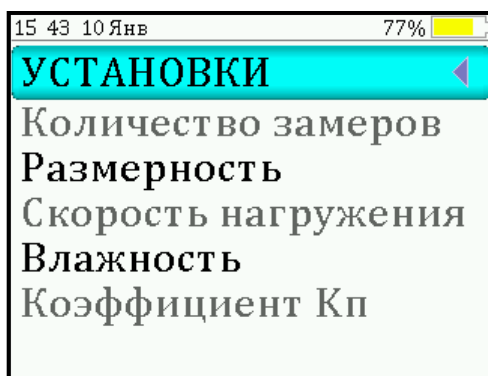 15 43 10 Янв 77%
УСТАНОВКИ
Количество замеров
Размерность
Скорость нагружения
Влажность
Коэффициент Кп